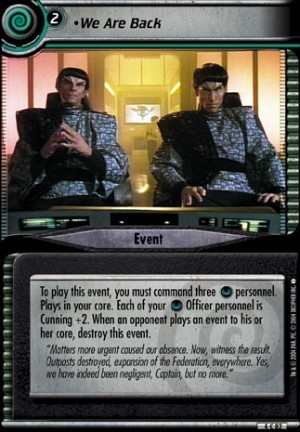 2
•We Are Back
Event
To play this event, you must command three personnel.
Plays in your core. Each of your Officer personnel is
Cunning +2. When an opponent plays an event to his or
her core, destroy this event.
"Matters more urgent caused our absence. Now, witness the result.
Outposts destroyed, expansion of the Federation everywhere. Yes,
we have indeed been negligent, Captain, but no more."